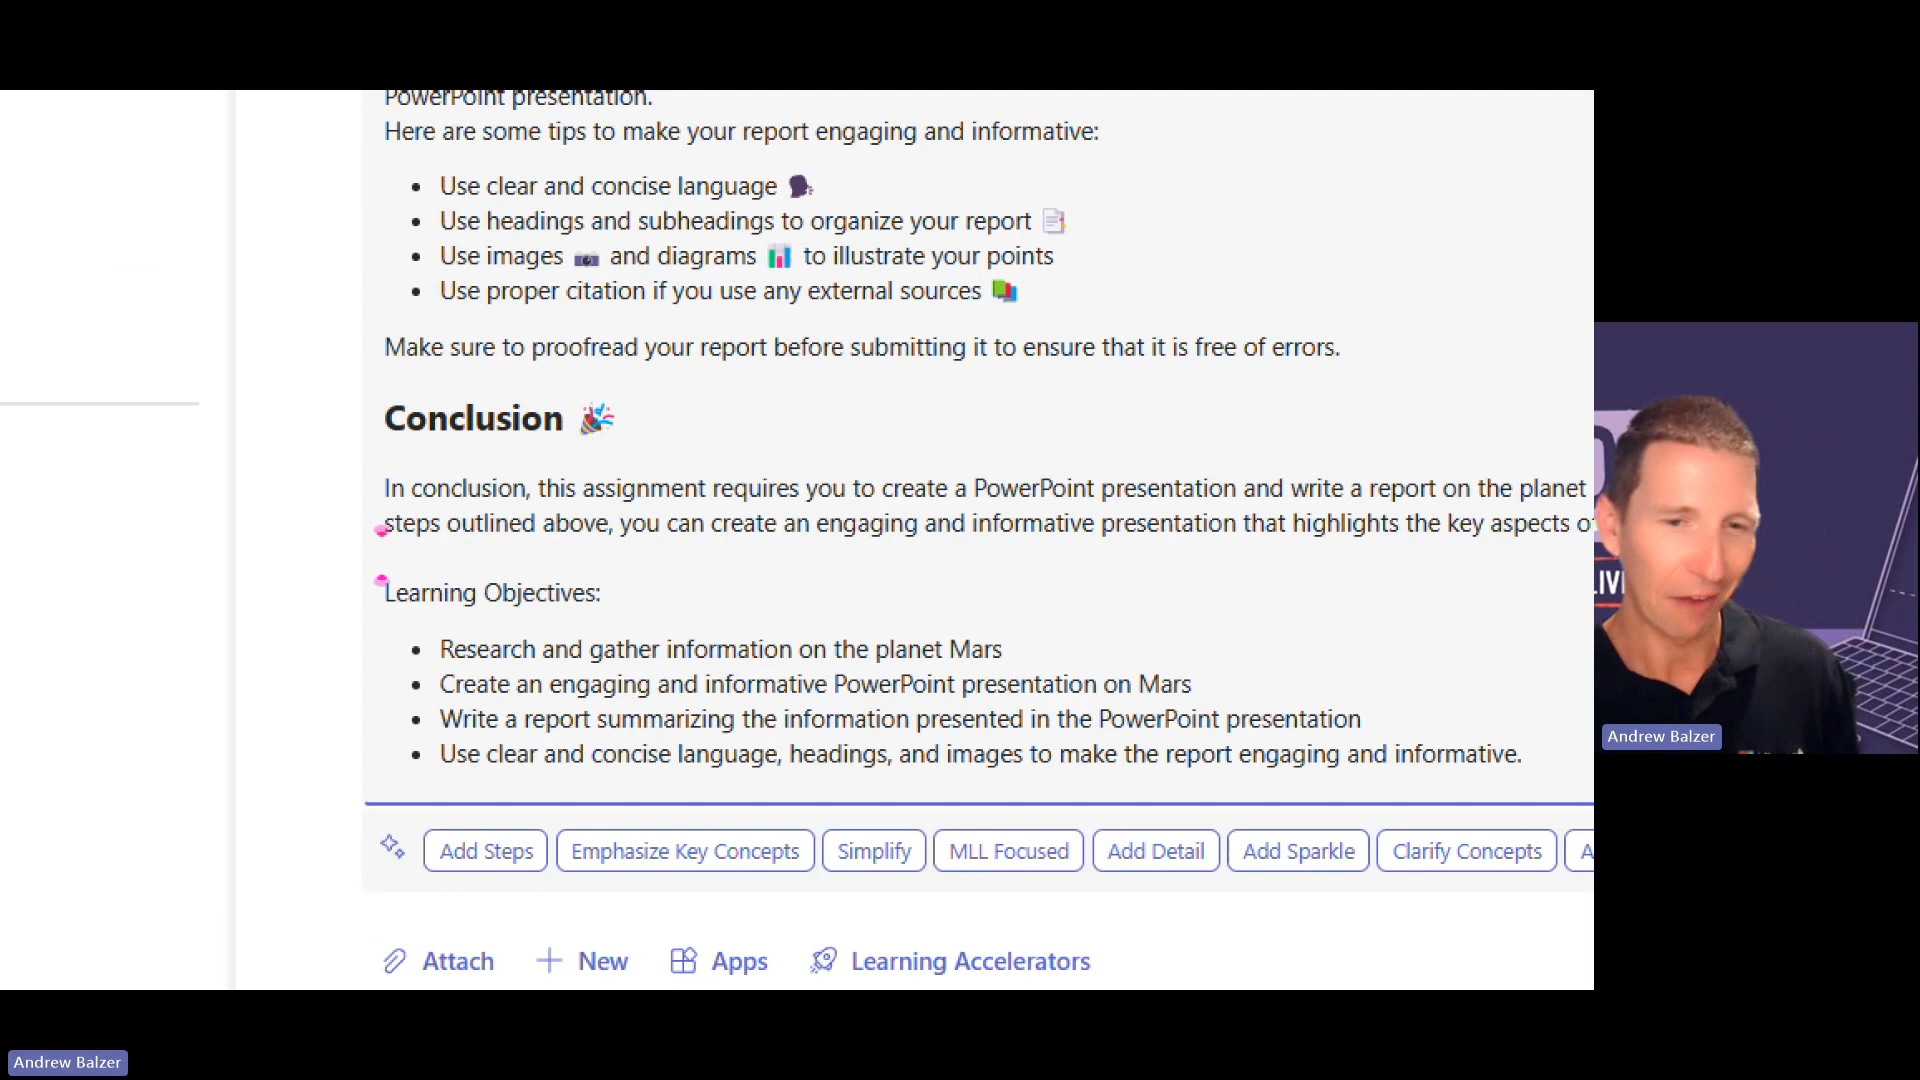 PowerPoint presentation.
Here are some tips to make your report engaging and informative:
• Use clear and concise language 🗣
• Use headings and subheadings to organize your report 📑
• Use images 📷 and diagrams 📊 to illustrate your points
• Use proper citation if you use any external sources 📚
Make sure to proofread your report before submitting it to ensure that it is free of errors.
Conclusion 🎉
In conclusion, this assignment requires you to create a PowerPoint presentation and write a report on the planet
steps outlined above, you can create an engaging and informative presentation that highlights the key aspects
Learning Objectives:
• Research and gather information on the planet Mars
• Create an engaging and informative PowerPoint presentation on Mars
• Write a report summarizing the information presented in the PowerPoint presentation
• Use clear and concise language, headings, and images to make the report engaging and informative.
Add Steps Emphasize Key Concepts Simplify MLL Focused Add Detail Add Sparkle Clarify Concepts
Attach New Apps Learning Accelerators
Andrew Balzer
Andrew Balzer